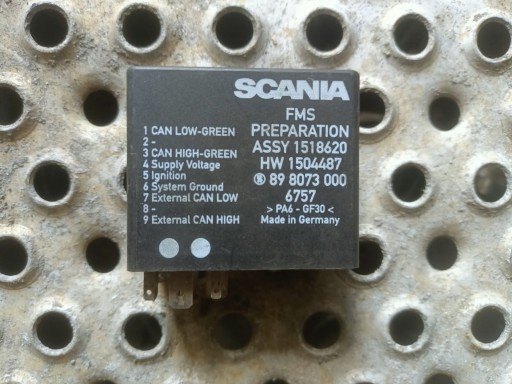 SCANIA
FMS
PREPARATION
ASSY 1518620
HW 1504487
89 8073 000
6757
> PA6 - GF30 <
Made in Germany
1 CAN LOW-GREEN
2 -
3 CAN HIGH-GREEN
4 Supply Voltage
5 Ignition
6 System Ground
7 External CAN LOW
8 -
9 External CAN HIGH